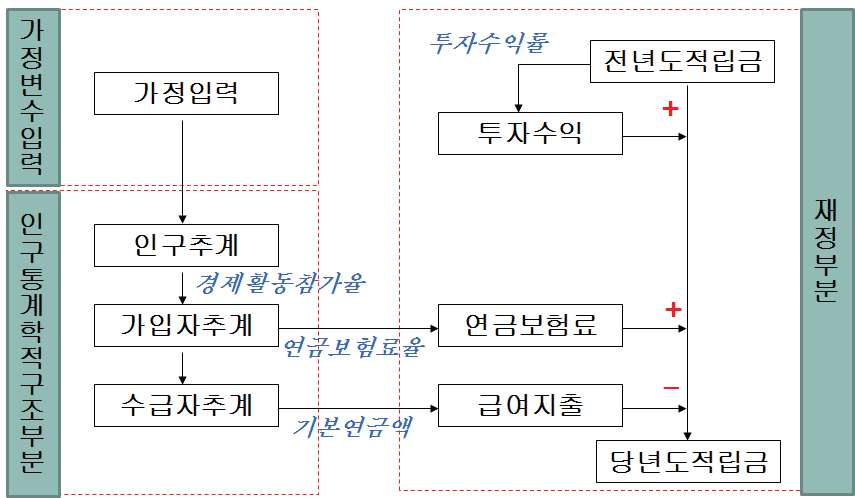 가정변수입력
가정입력
인구통계학적구조부분
인구추계
경제활동참가율
가입자추계
연금보험료율
수급자추계
기본연금액
투자수익률
전년도적립금
+
투자수익
연금보험료
+
급여지출
−
당년도적립금
재정부분